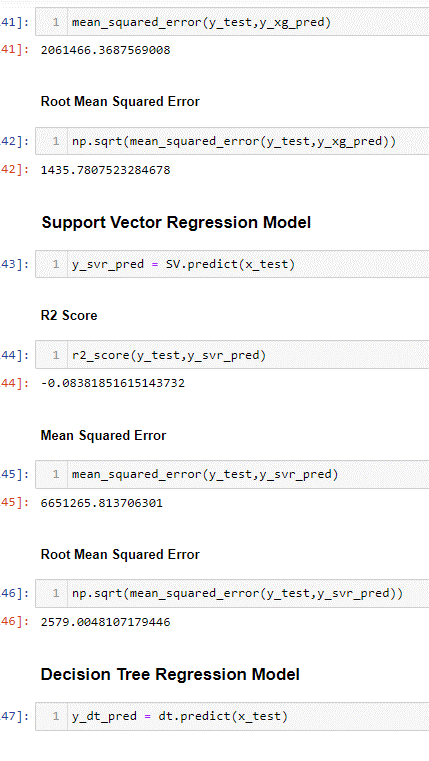 41]: 1 mean_squared_error(y_test,y_xg_pred)
41]: 2061466.3687569008
Root Mean Squared Error
42]: 1 np.sqrt(mean_squared_error(y_test,y_xg_pred))
42]: 1435.7807523284678
Support Vector Regression Model
43]: 1 y_svr_pred = SV.predict(x_test)
R2 Score
44]: 1 r2_score(y_test,y_svr_pred)
44]: -0.08381851615143732
Mean Squared Error
45]: 1 mean_squared_error(y_test,y_svr_pred)
45]: 6651265.813706301
Root Mean Squared Error
46]: 1 np.sqrt(mean_squared_error(y_test,y_svr_pred))
46]: 2579.0048107179446
Decision Tree Regression Model
47]: 1 y_dt_pred = dt.predict(x_test)